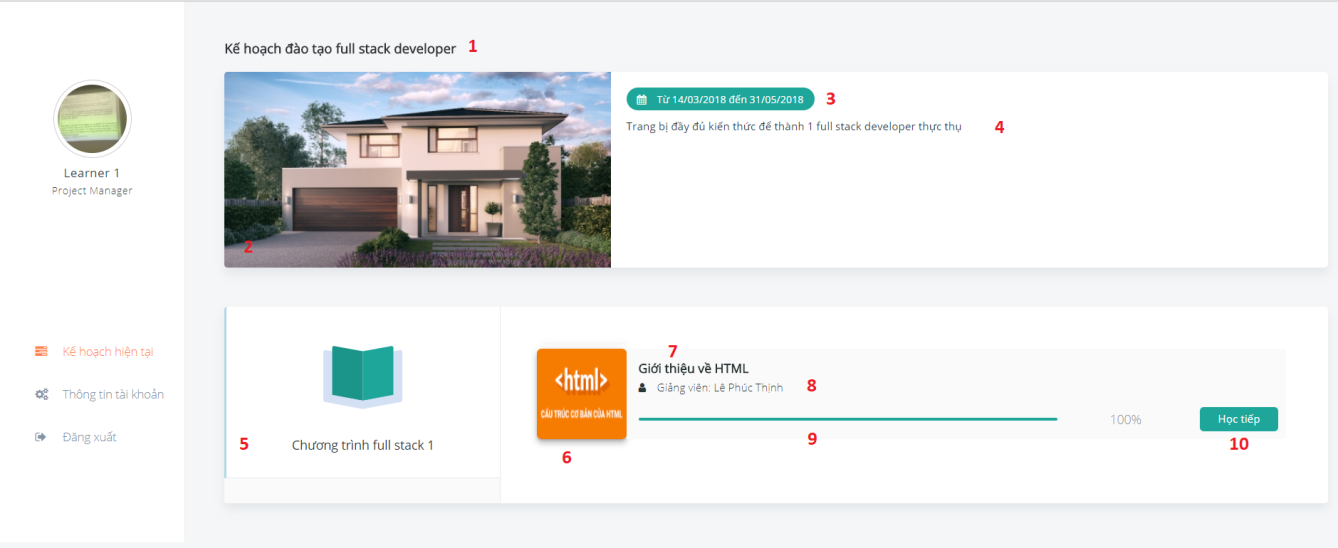 Kế hoạch đào tạo full stack developer 1
Từ 14/03/2018 đến 31/05/2018 3
Trang bị đầy đủ kiến thức để thành 1 full stack developer thực thụ 4
2
Learner 1
Project Manager
Kế hoạch hiện tại
Thông tin tài khoản
Đăng xuất
5 Chương trình full stack 1
<html>
CẤU TRÚC CƠ BẢN CỦA HTML
6
7
Giới thiệu về HTML
Giảng viên: Lê Phúc Thịnh 8
100% Học tiếp
9 10